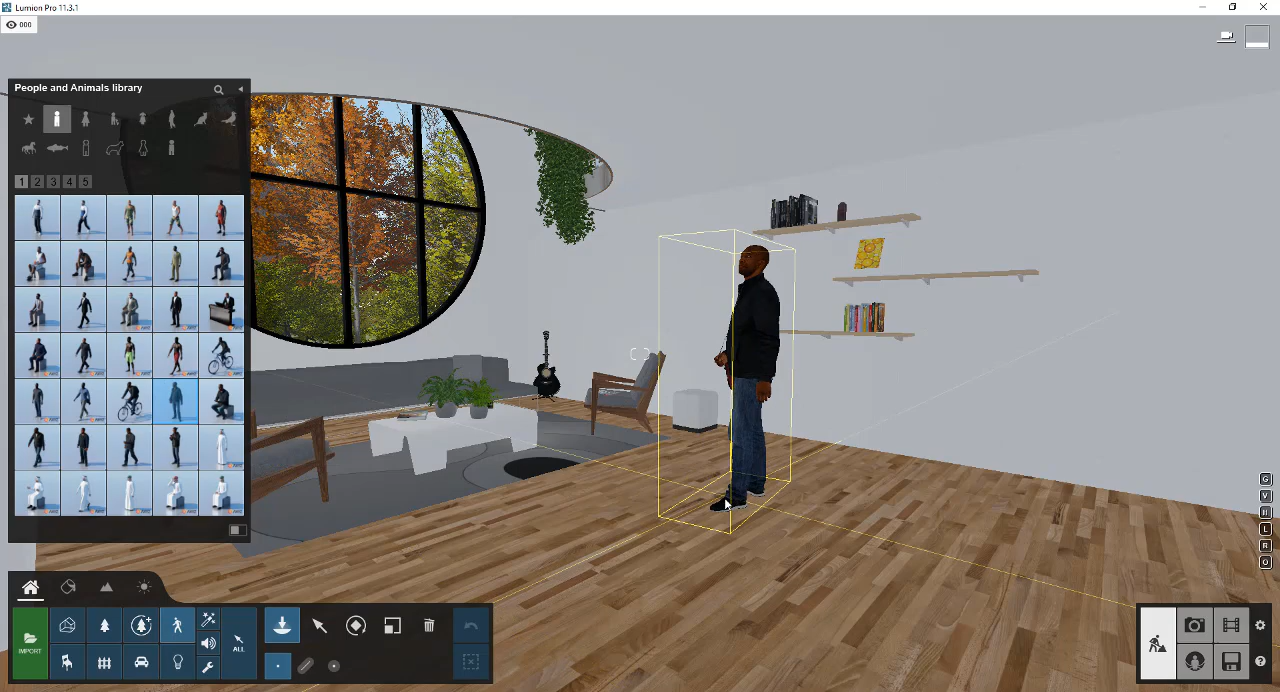 Lumion Pro 11.3.1
000
People and Animals library
1 2 3 4 5
G
V
H
L
R
O
IMPORT
ALL